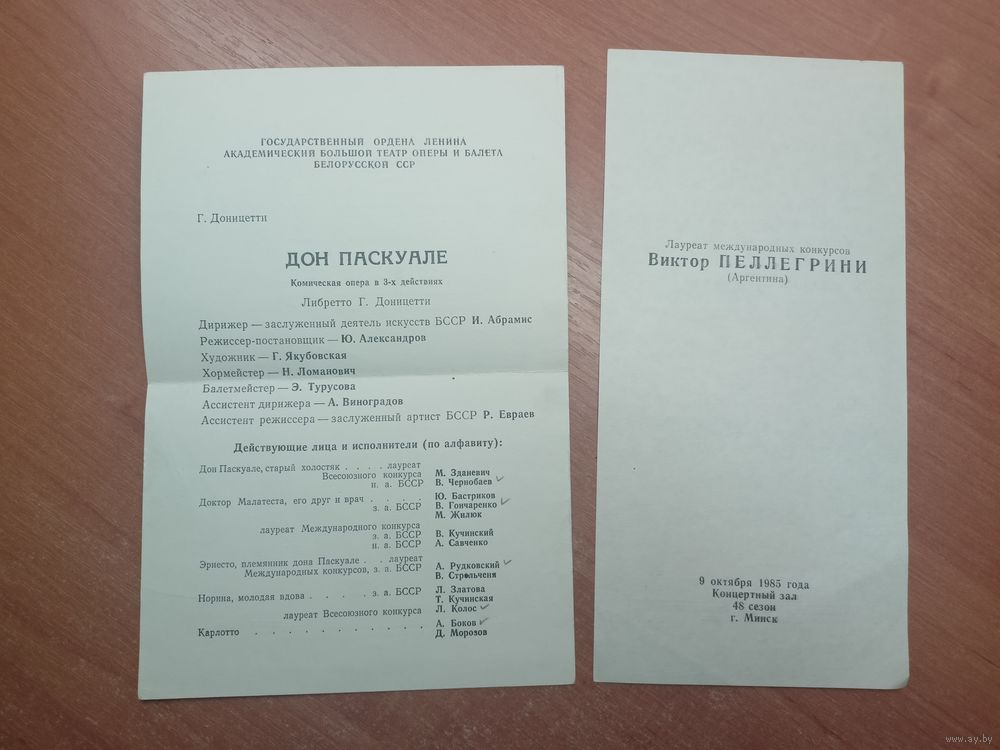 ГОСУДАРСТВЕННЫЙ ОРДЕНА ЛЕНИНА
АКАДЕМИЧЕСКИЙ БОЛЬШОЙ ТЕАТР ОПЕРЫ И БАЛЕТА
БЕЛОРУССКОЙ ССР
Г. Доницетти
ДОН ПАСКУАЛЕ
Комическая опера в 3-х действиях
Либретто Г. Доницетти
Дирижер — заслуженный деятель искусств БССР И. Абрамис
Режиссер-постановщик — Ю. Александров
Художник — Г. Якубовская
Хормейстер — Н. Ломанович
Балетмейстер — Э. Турусова
Ассистент дирижера — А. Виноградов
Ассистент режиссера — заслуженный артист БССР Р. Евраев
Действующие лица и исполнители (по алфавиту):
Дон Паскуале, старый холостяк . . . . лауреат
Всесоюзного конкурса М. Зданевич
н. а. БССР В. Чернобаев
Ю. Бастриков
Доктор Малатеста, его друг и врач . . . .
з. а. БССР В. Гончаренко
М. Жилюк
лауреат Международного конкурса
з. а. БССР В. Кучинский
н. а. БССР А. Савченко
Эрнесто, племянник дона Паскуале . . лауреат
Международных конкурсов, з. а. БССР А. Рудковский
В. Стрельченя
Норина, молодая вдова . . . . . з. а. БССР Л. Златова
Т. Кучинская
лауреат Всесоюзного конкурса Л. Колос
А. Боков
Карлотто . . . . . . . . . . . Д. Морозов
Лауреат международных конкурсов
Виктор ПЕЛЛЕГРИНИ
(Аргентина)
9 октября 1985 года
Концертный зал
48 сезон
г. Минск
www.ay.by